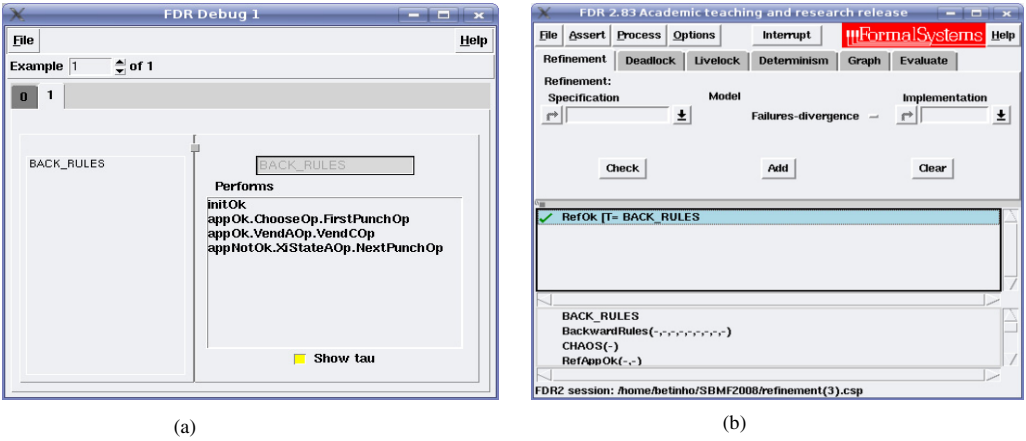 FDR Debug 1
File Help
Example 1 of 1
0 1
BACK_RULES
BACK_RULES
Performs
initOk
appOk.ChooseOp.FirstPunchOp
appOk.VendAOp.VendCOp
appNotOk.XiStateAOp.NextPunchOp
Show tau
(a)
FDR 2.83 Academic teaching and research release
File Assert Process Options Interrupt FormalSystems Help
Refinement Deadlock Livelock Determinism Graph Evaluate
Refinement:
Specification Model Implementation
Failures-divergence
Check Add Clear
RefOk [T= BACK_RULES
BACK_RULES
BackwardRules(-,-,-,-,-,-,-,-)
CHAOS(-)
RefAppOk(-,-)
FDR2 session: /home/betinho/SBMF2008/refinement(3).csp
(b)